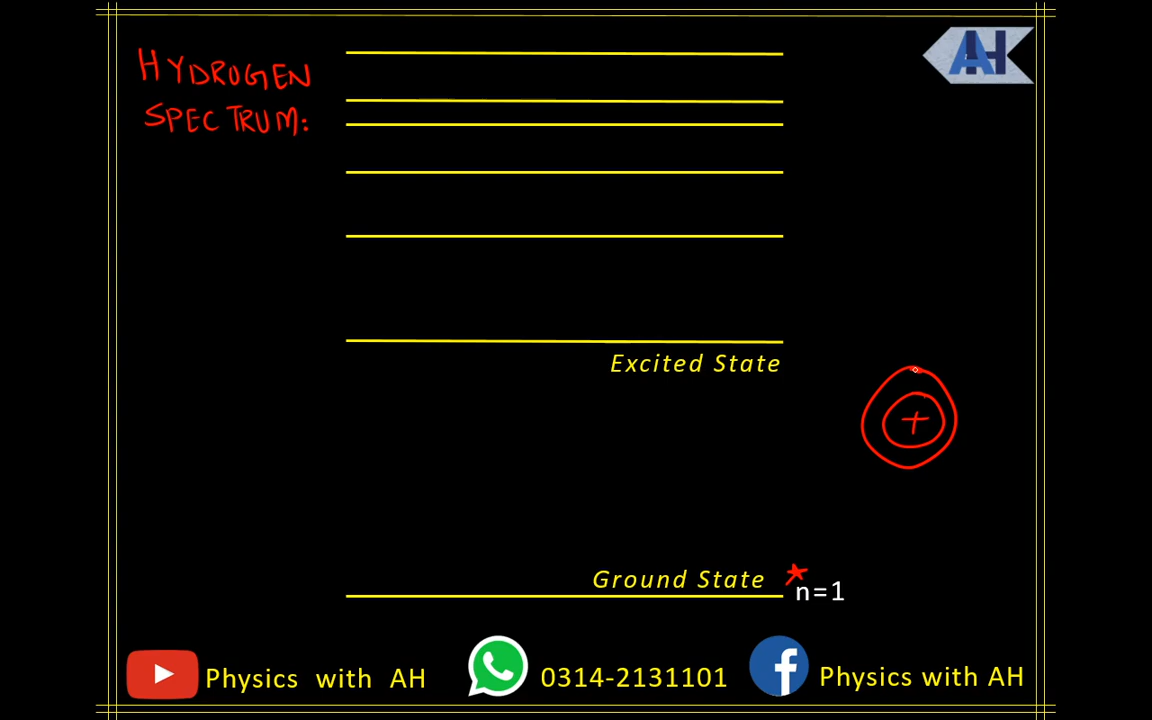 HYDROGEN
SPECTRUM:
AH
Excited State
+
Ground State
n=1
Physics with AH
0314-2131101
Physics with AH